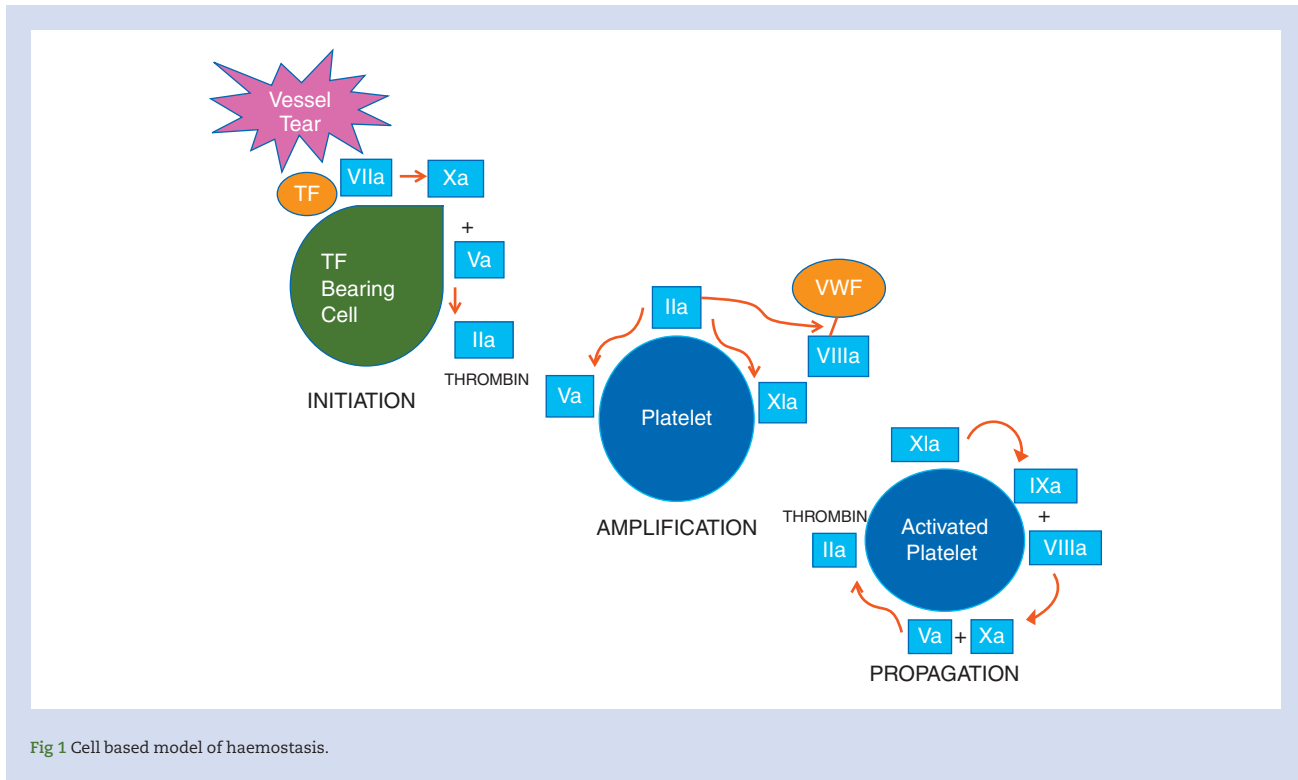 Vessel
Tear
TF
VIIa
Xa
+
Va
IIa
THROMBIN
TF
Bearing
Cell
INITIATION
IIa
VWF
VIIIa
Va
XIa
Platelet
AMPLIFICATION
XIa
IXa
+
VIIIa
THROMBIN
IIa
Activated
Platelet
Va + Xa
PROPAGATION
Fig 1 Cell based model of haemostasis.